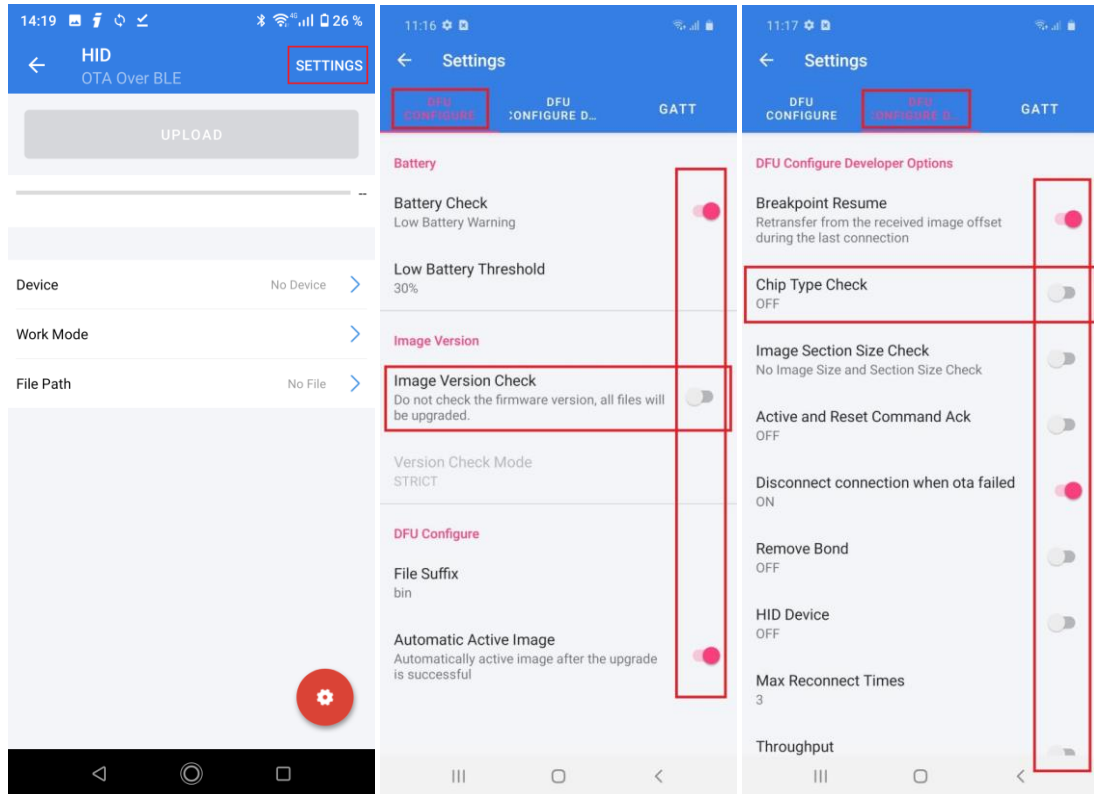 14:19
26 %
HID
OTA Over BLE
SETTINGS
UPLOAD
--
Device
No Device
Work Mode
File Path
No File
11:16
Settings
DFU
CONFIGURE
DFU
:ONFIGURE D...
GATT
Battery
Battery Check
Low Battery Warning
Low Battery Threshold
30%
Image Version
Image Version Check
Do not check the firmware version, all files will
be upgraded.
Version Check Mode
STRICT
DFU Configure
File Suffix
bin
Automatic Active Image
Automatically active image after the upgrade
is successful
11:17
Settings
DFU
CONFIGURE
DFU
:ONFIGURE D...
GATT
DFU Configure Developer Options
Breakpoint Resume
Retransfer from the received image offset
during the last connection
Chip Type Check
OFF
Image Section Size Check
No Image Size and Section Size Check
Active and Reset Command Ack
OFF
Disconnect connection when ota failed
ON
Remove Bond
OFF
HID Device
OFF
Max Reconnect Times
3
Throughput